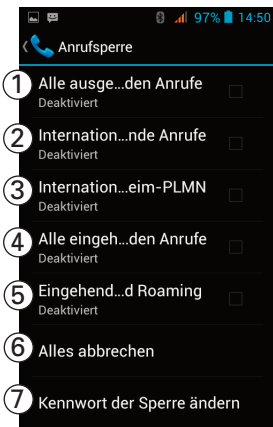 97% 14:50
Anrufsperre
1 Alle ausge...den Anrufe
Deaktiviert
2 Internation...nde Anrufe
Deaktiviert
3 Internation...eim-PLMN
Deaktiviert
4 Alle eingeh...den Anrufe
Deaktiviert
5 Eingehend...d Roaming
Deaktiviert
6 Alles abbrechen
7 Kennwort der Sperre ändern